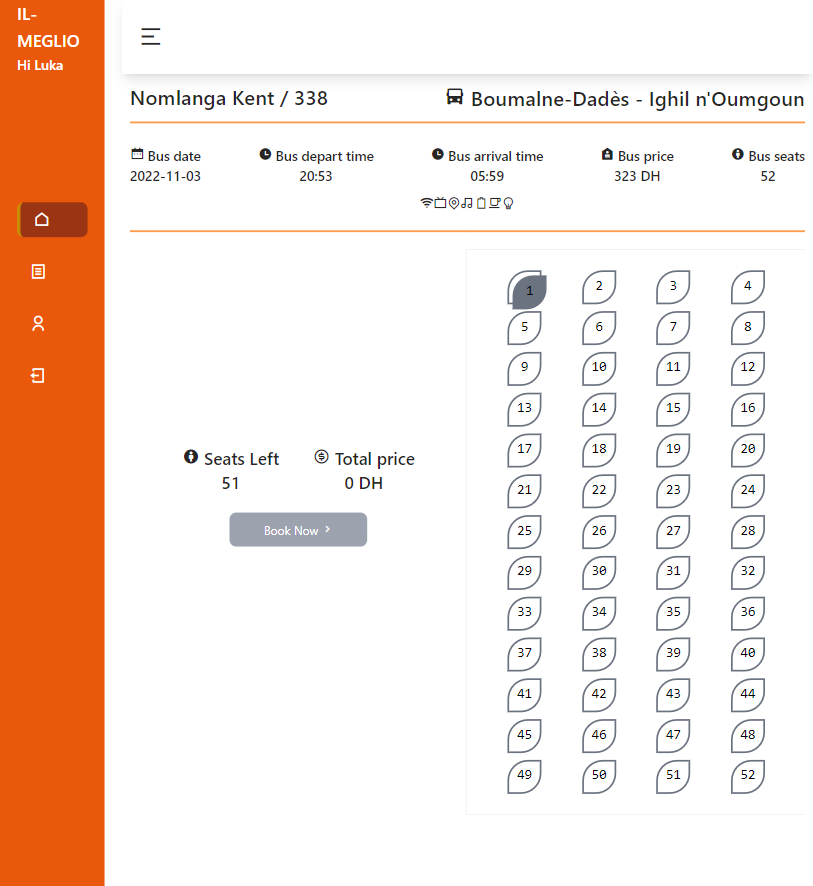 IL-
MEGLIO
Hi Luka
Nomlanga Kent / 338
Boumalne-Dadès - Ighil n'Oumgoun
Bus date
2022-11-03
Bus depart time
20:53
Bus arrival time
05:59
Bus price
323 DH
Bus seats
52
Seats Left
51
Total price
0 DH
Book Now
1 2 3 4
5 6 7 8
9 10 11 12
13 14 15 16
17 18 19 20
21 22 23 24
25 26 27 28
29 30 31 32
33 34 35 36
37 38 39 40
41 42 43 44
45 46 47 48
49 50 51 52